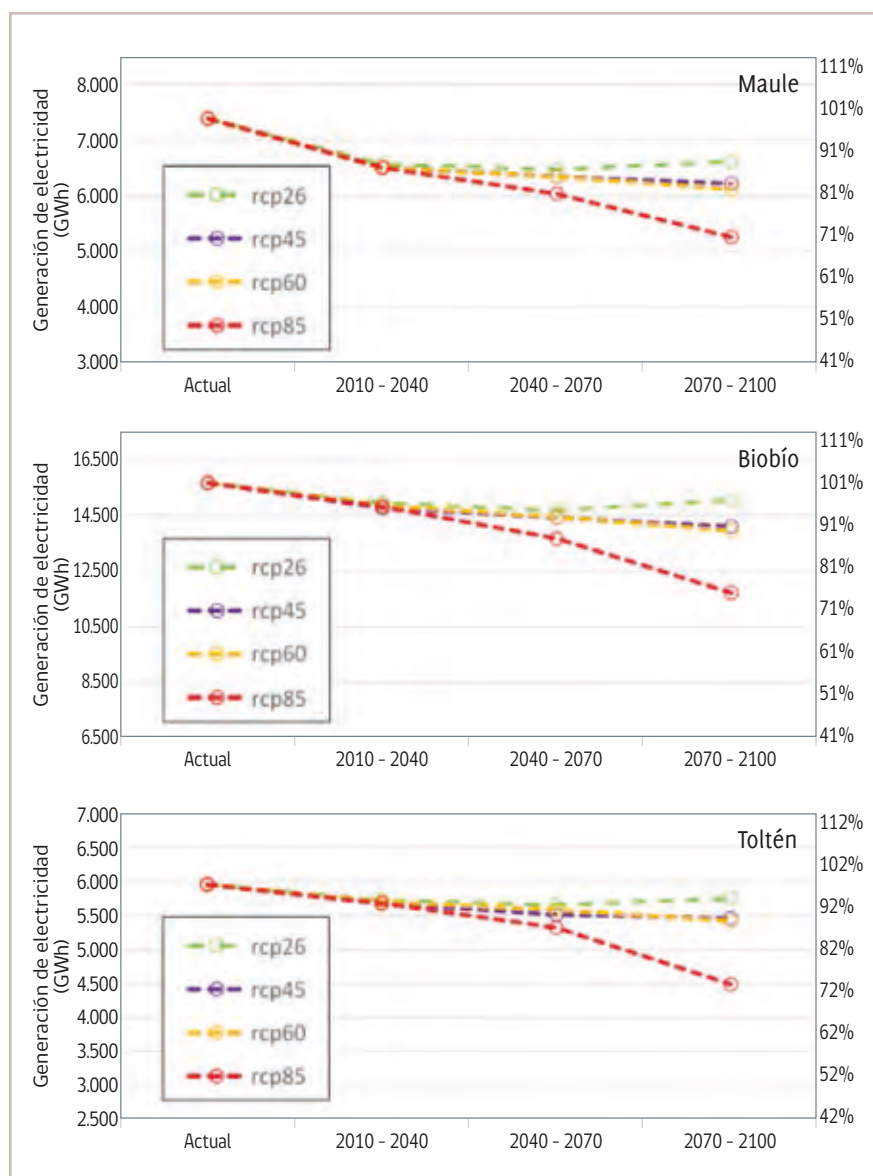 Maule
Generación de electricidad
(GWh)
8.000
7.000
6.000
5.000
4.000
3.000
111%
101%
91%
81%
71%
61%
51%
41%
rcp26
rcp45
rcp60
rcp85
Actual
2010 - 2040
2040 - 2070
2070 - 2100
Biobío
Generación de electricidad
(GWh)
16.500
14.500
12.500
10.500
8.500
6.500
111%
101%
91%
81%
71%
61%
51%
41%
rcp26
rcp45
rcp60
rcp85
Actual
2010 - 2040
2040 - 2070
2070 - 2100
Toltén
Generación de electricidad
(GWh)
7.000
6.500
6.000
5.500
5.000
4.500
4.000
3.500
3.000
2.500
112%
102%
92%
82%
72%
62%
52%
42%
rcp26
rcp45
rcp60
rcp85
Actual
2010 - 2040
2040 - 2070
2070 - 2100